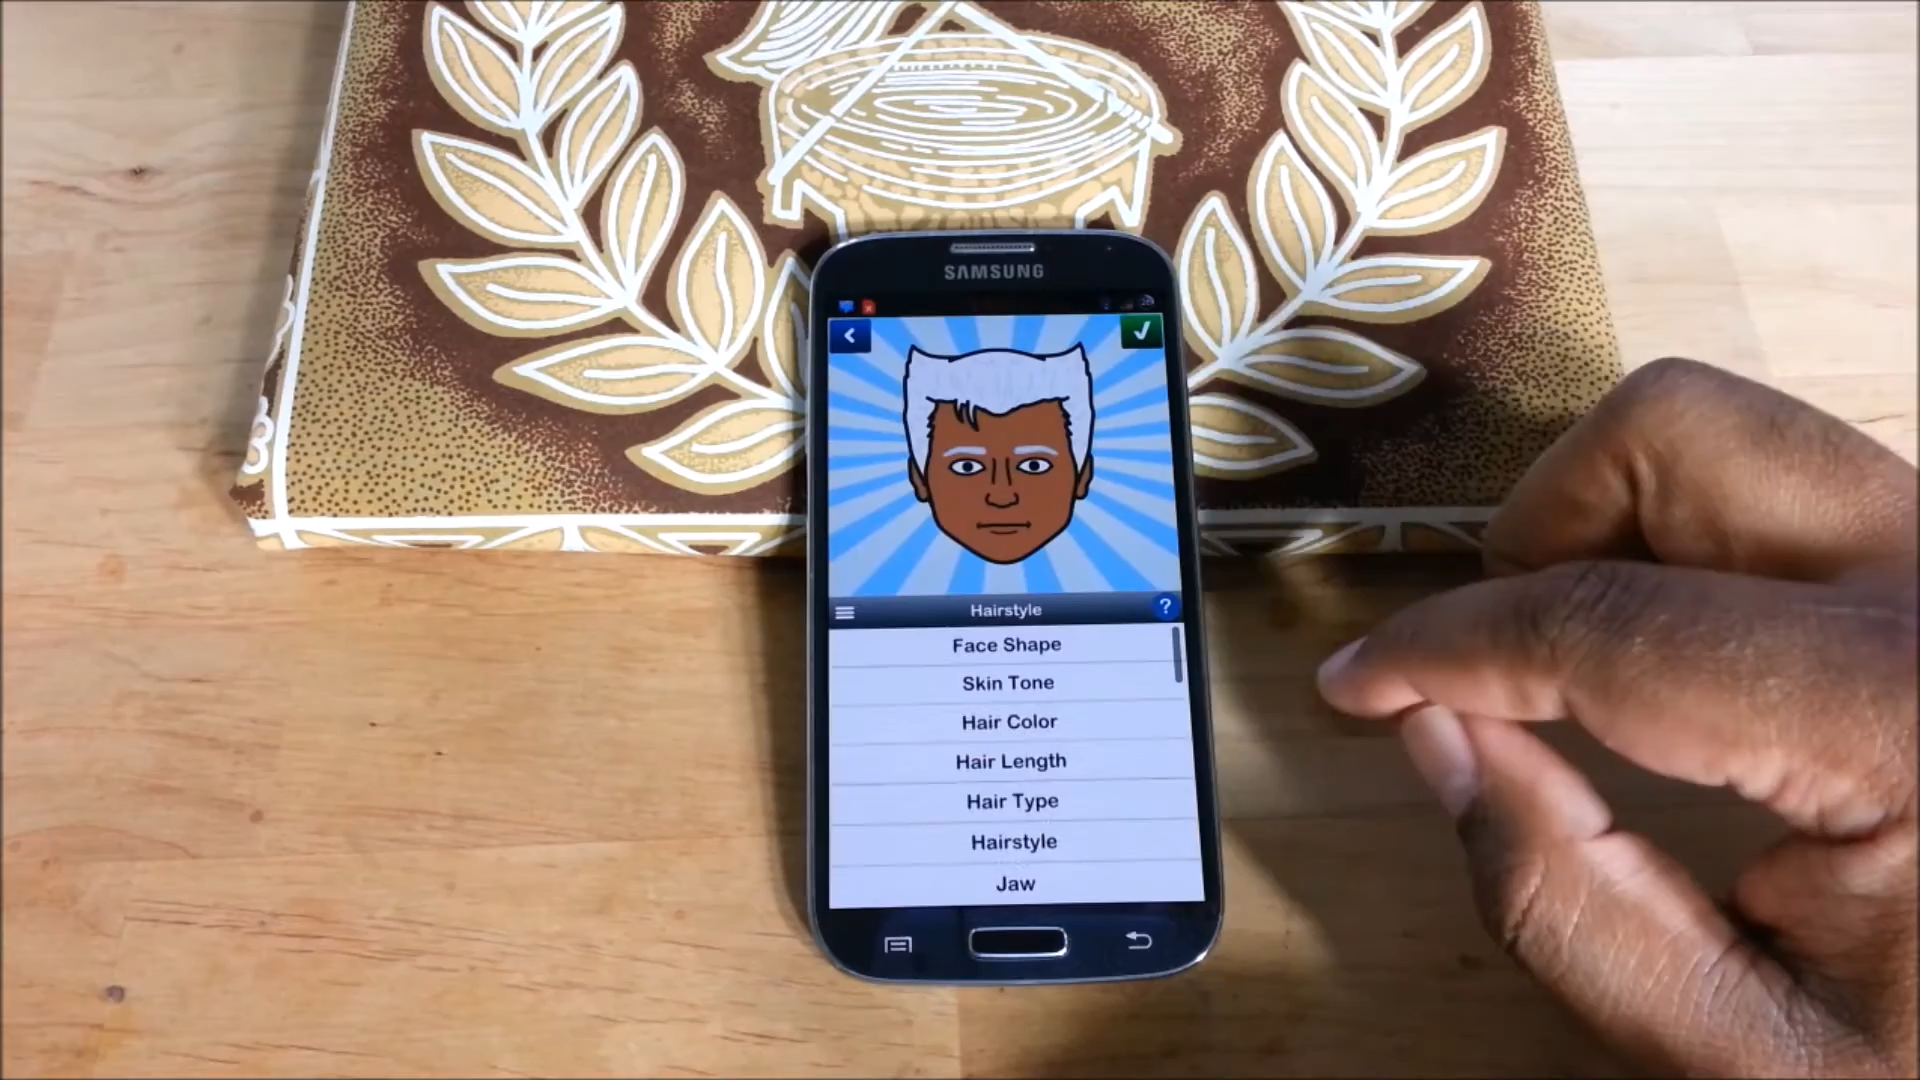 SAMSUNG
Hairstyle
?
Face Shape
Skin Tone
Hair Color
Hair Length
Hair Type
Hairstyle
Jaw